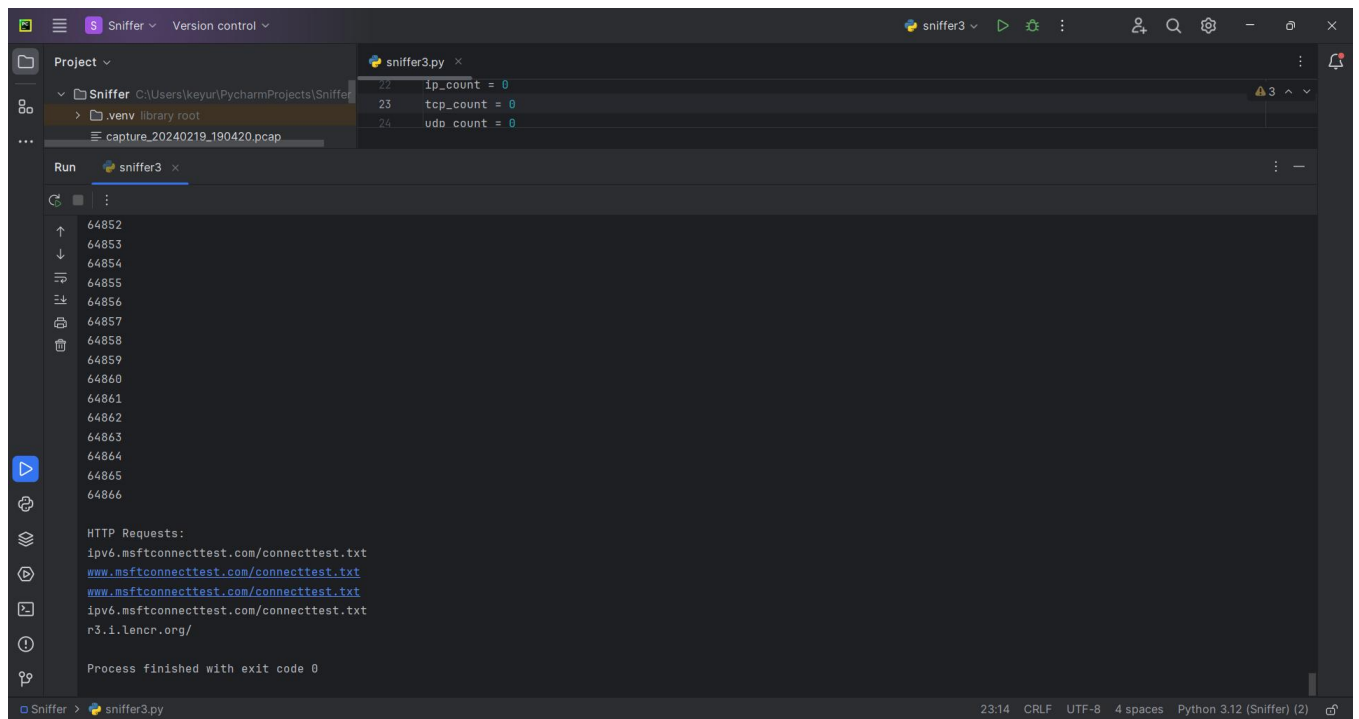 S Sniffer Version control sniffer3
Project
sniffer3.py
Sniffer C:\Users\keyur\PycharmProjects\Sniffer
.venv library root
capture_20240219_190420.pcap
22 ip_count = 0
3
23 tcp_count = 0
24 udp_count = 0
Run sniffer3
64852
64853
64854
64855
64856
64857
64858
64859
64860
64861
64862
64863
64864
64865
64866
HTTP Requests:
ipv6.msftconnecttest.com/connecttest.txt
www.msftconnecttest.com/connecttest.txt
www.msftconnecttest.com/connecttest.txt
ipv6.msftconnecttest.com/connecttest.txt
r3.i.lencr.org/
Process finished with exit code 0
Sniffer > sniffer3.py 23:14 CRLF UTF-8 4 spaces Python 3.12 (Sniffer) (2)